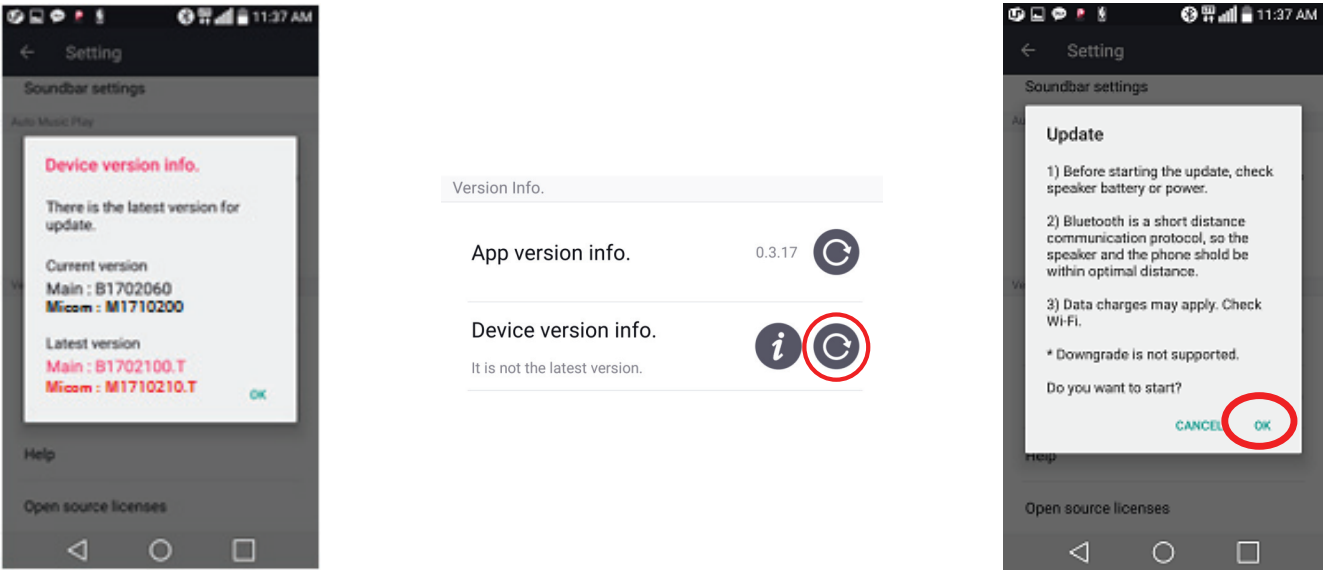 11:37 AM
Setting
Soundbar settings
Auto Music Play
Device version info.
There is the latest version for
update.
Current version
Main : B1702060
Micom : M1710200
Latest version
Main : B1702100.T
Micom : M1710210.T
OK
Help
Open source licenses
Version Info.
App version info.
0.3.17
Device version info.
i
It is not the latest version.
11:37 AM
Setting
Soundbar settings
Au
Update
1) Before starting the update, check
speaker battery or power.
2) Bluetooth is a short distance
communication protocol, so the
speaker and the phone shold be
within optimal distance.
3) Data charges may apply. Check
Wi-Fi.
* Downgrade is not supported.
Do you want to start?
CANCEL OK
Help
Open source licenses